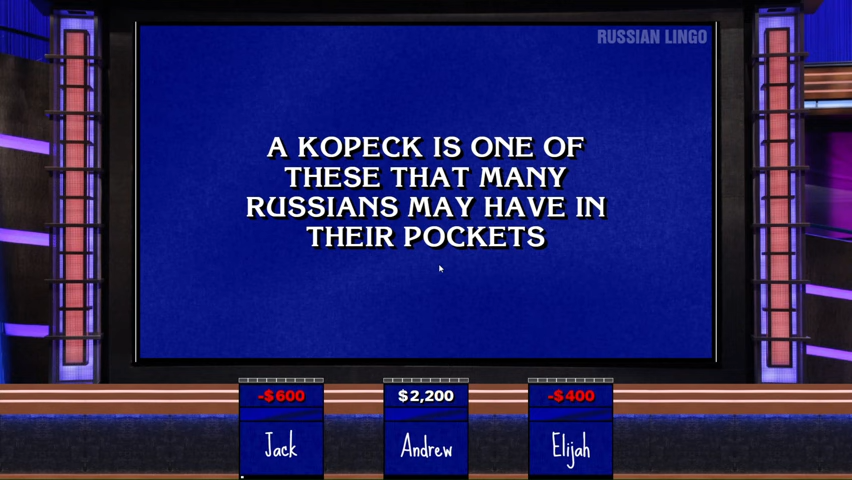 RUSSIAN LINGO
A KOPECK IS ONE OF
THESE THAT MANY
RUSSIANS MAY HAVE IN
THEIR POCKETS
-$600
$2,200
-$400
Jack
Andrew
Elijah